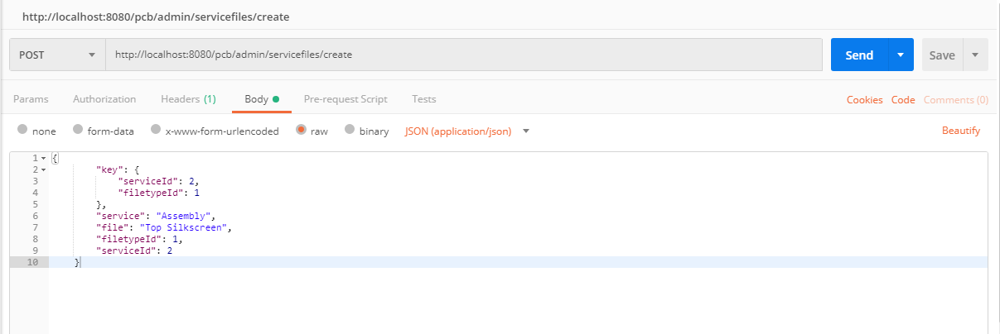 http://localhost:8080/pcb/admin/servicefiles/create
POST http://localhost:8080/pcb/admin/servicefiles/create Send Save
Params Authorization Headers (1) Body Pre-request Script Tests Cookies Code Comments (0)
none form-data x-www-form-urlencoded raw binary JSON (application/json) Beautify
1 {
2 "key": {
3 "serviceId": 2,
4 "filetypeId": 1
5 },
6 "service": "Assembly",
7 "file": "Top Silkscreen",
8 "filetypeId": 1,
9 "serviceId": 2
10 }